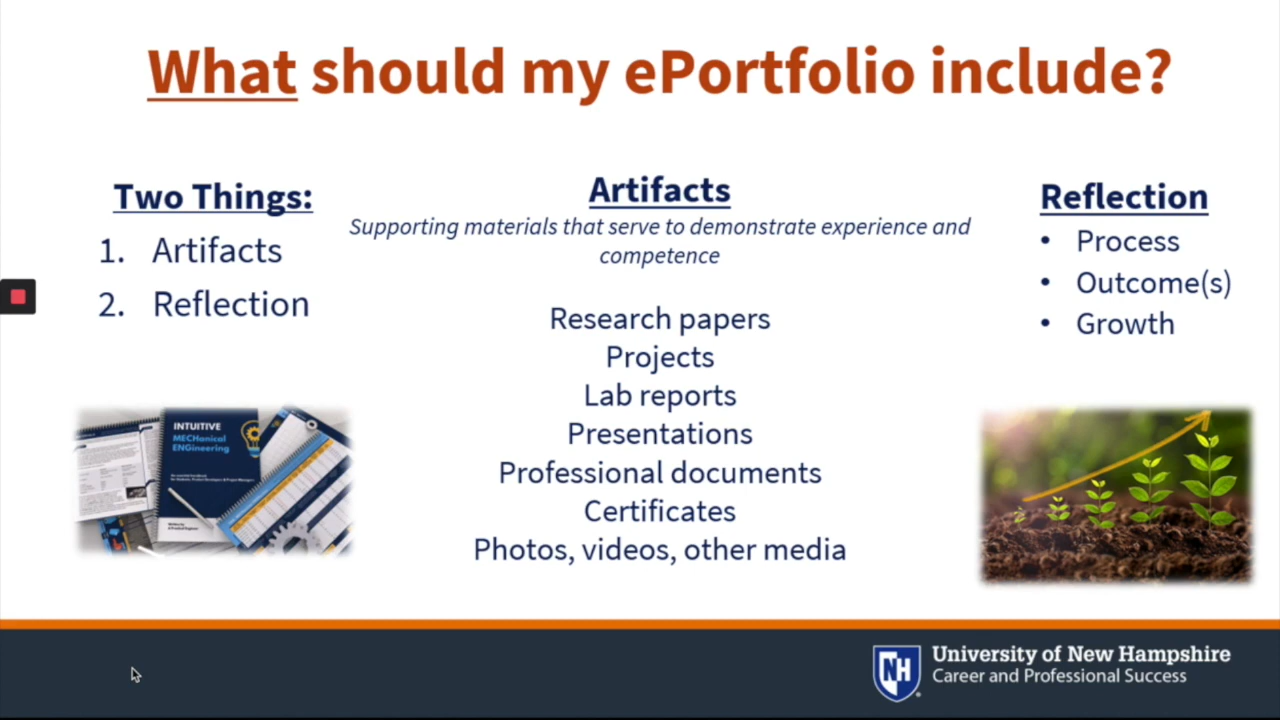 What should my ePortfolio include?
Two Things:
1. Artifacts
2. Reflection
Artifacts
Supporting materials that serve to demonstrate experience and
competence
Research papers
Projects
Lab reports
Presentations
Professional documents
Certificates
Photos, videos, other media
Reflection
• Process
• Outcome(s)
• Growth
INTUITIVE
MECHanical
ENGineering
NH
University of New Hampshire
Career and Professional Success